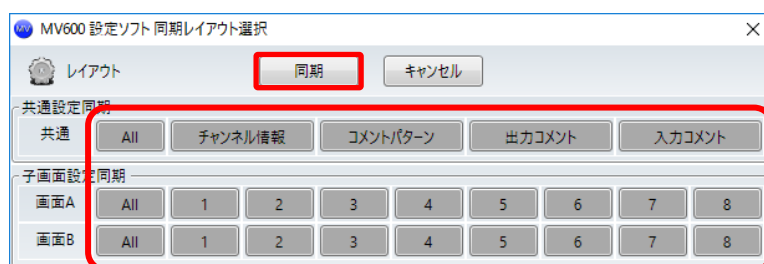 MV MV600 設定ソフト 同期レイアウト選択
レイアウト 同期 キャンセル
共通設定同期
共通 All チャンネル情報 コメントパターン 出力コメント 入力コメント
子画面設定同期
画面A All 1 2 3 4 5 6 7 8
画面B All 1 2 3 4 5 6 7 8